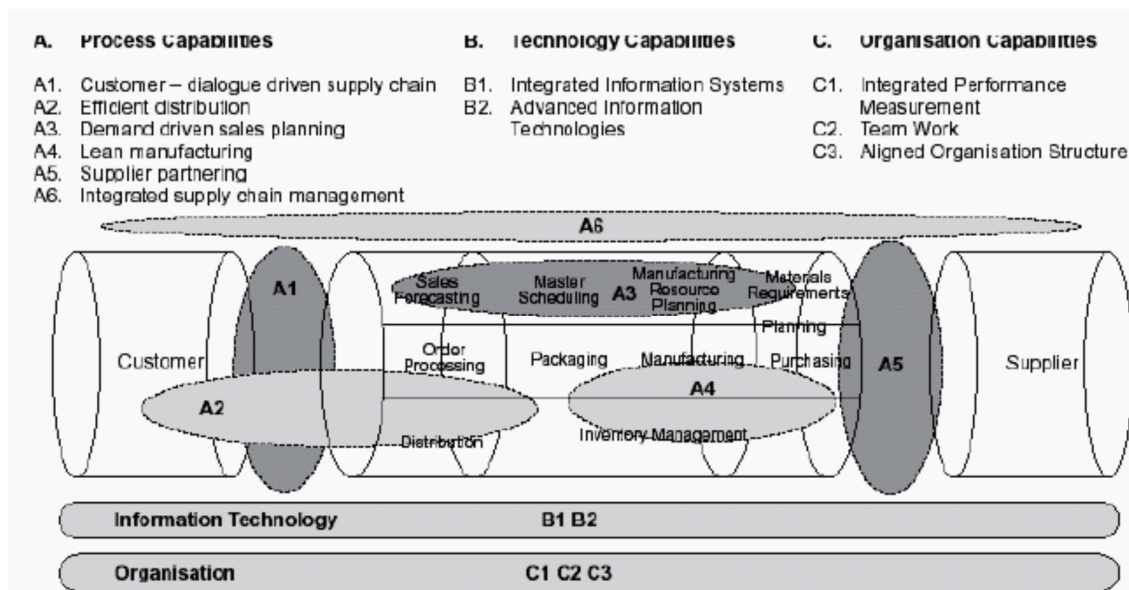 A. Process Capabilities
A1. Customer – dialogue driven supply chain
A2. Efficient distribution
A3. Demand driven sales planning
A4. Lean manufacturing
A5. Supplier partnering
A6. Integrated supply chain management
B. Technology Capabilities
B1. Integrated Information Systems
B2. Advanced Information
Technologies
C. Organisation Capabilities
C1. Integrated Performance
Measurement
C2. Team Work
C3. Aligned Organisation Structure
A6
A1
Sales
Forecasting
Master
Scheduling
A3
Manufacturing
Resource
Planning
Materials
Requirements
Planning
Customer
Order
Processing
Packaging
Manufacturing
Purchasing
A5
Supplier
A2
A4
Distribution
Inventory Management
Information Technology B1 B2
Organisation C1 C2 C3